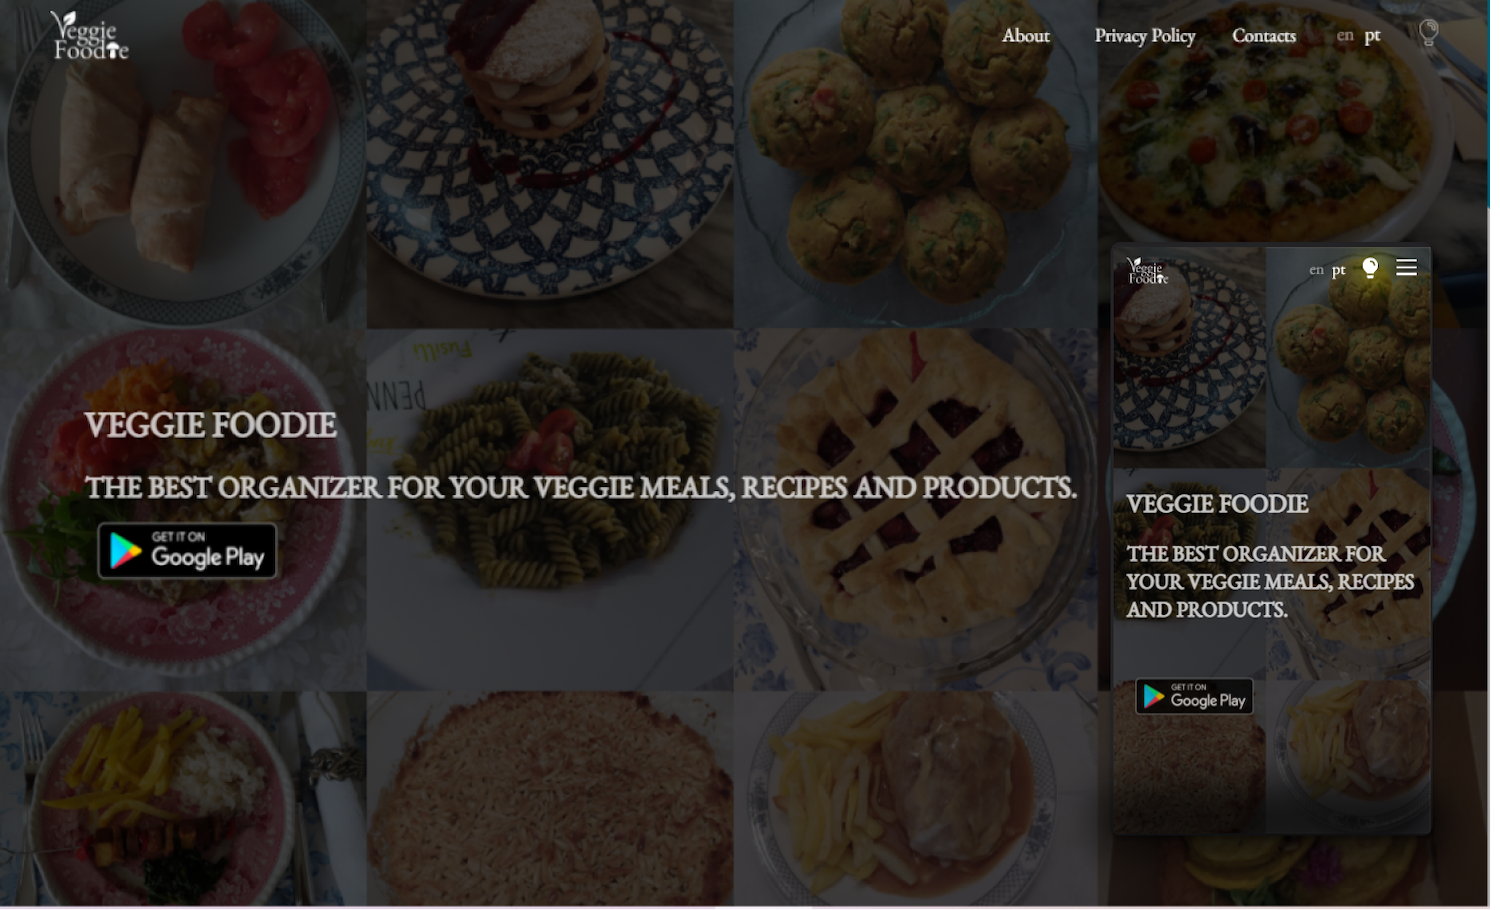 Veggie
Foodie
About
Privacy Policy
Contacts
en pt
Fusilli
PENN
VEGGIE FOODIE
THE BEST ORGANIZER FOR YOUR VEGGIE MEALS, RECIPES AND PRODUCTS.
GET IT ON
Google Play
Veggie
Foodie
en pt
VEGGIE FOODIE
THE BEST ORGANIZER FOR
YOUR VEGGIE MEALS, RECIPES
AND PRODUCTS.
GET IT ON
Google Play